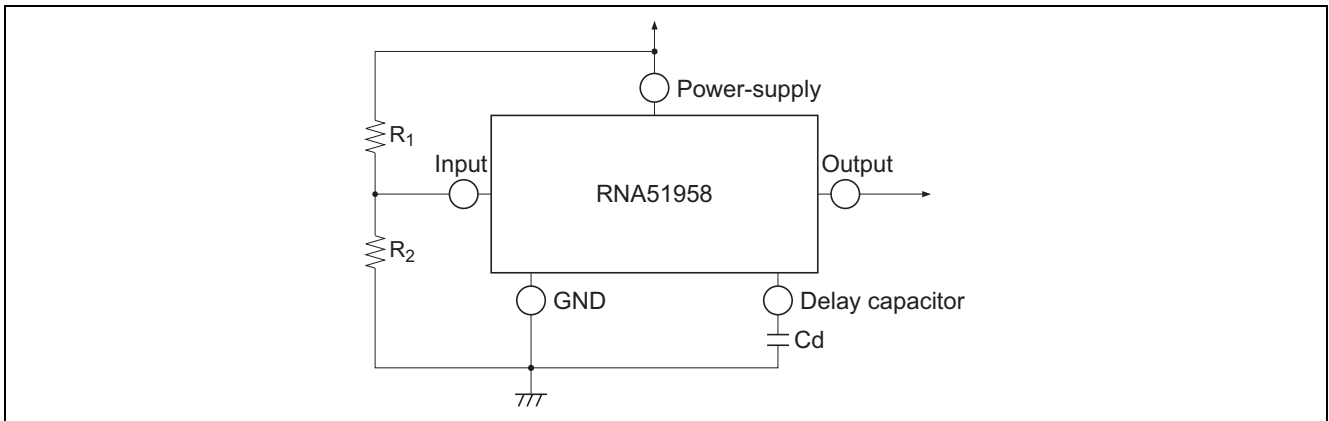 Power-supply
R₁
Input
Output
RNA51958
R₂
GND
Delay capacitor
Cd